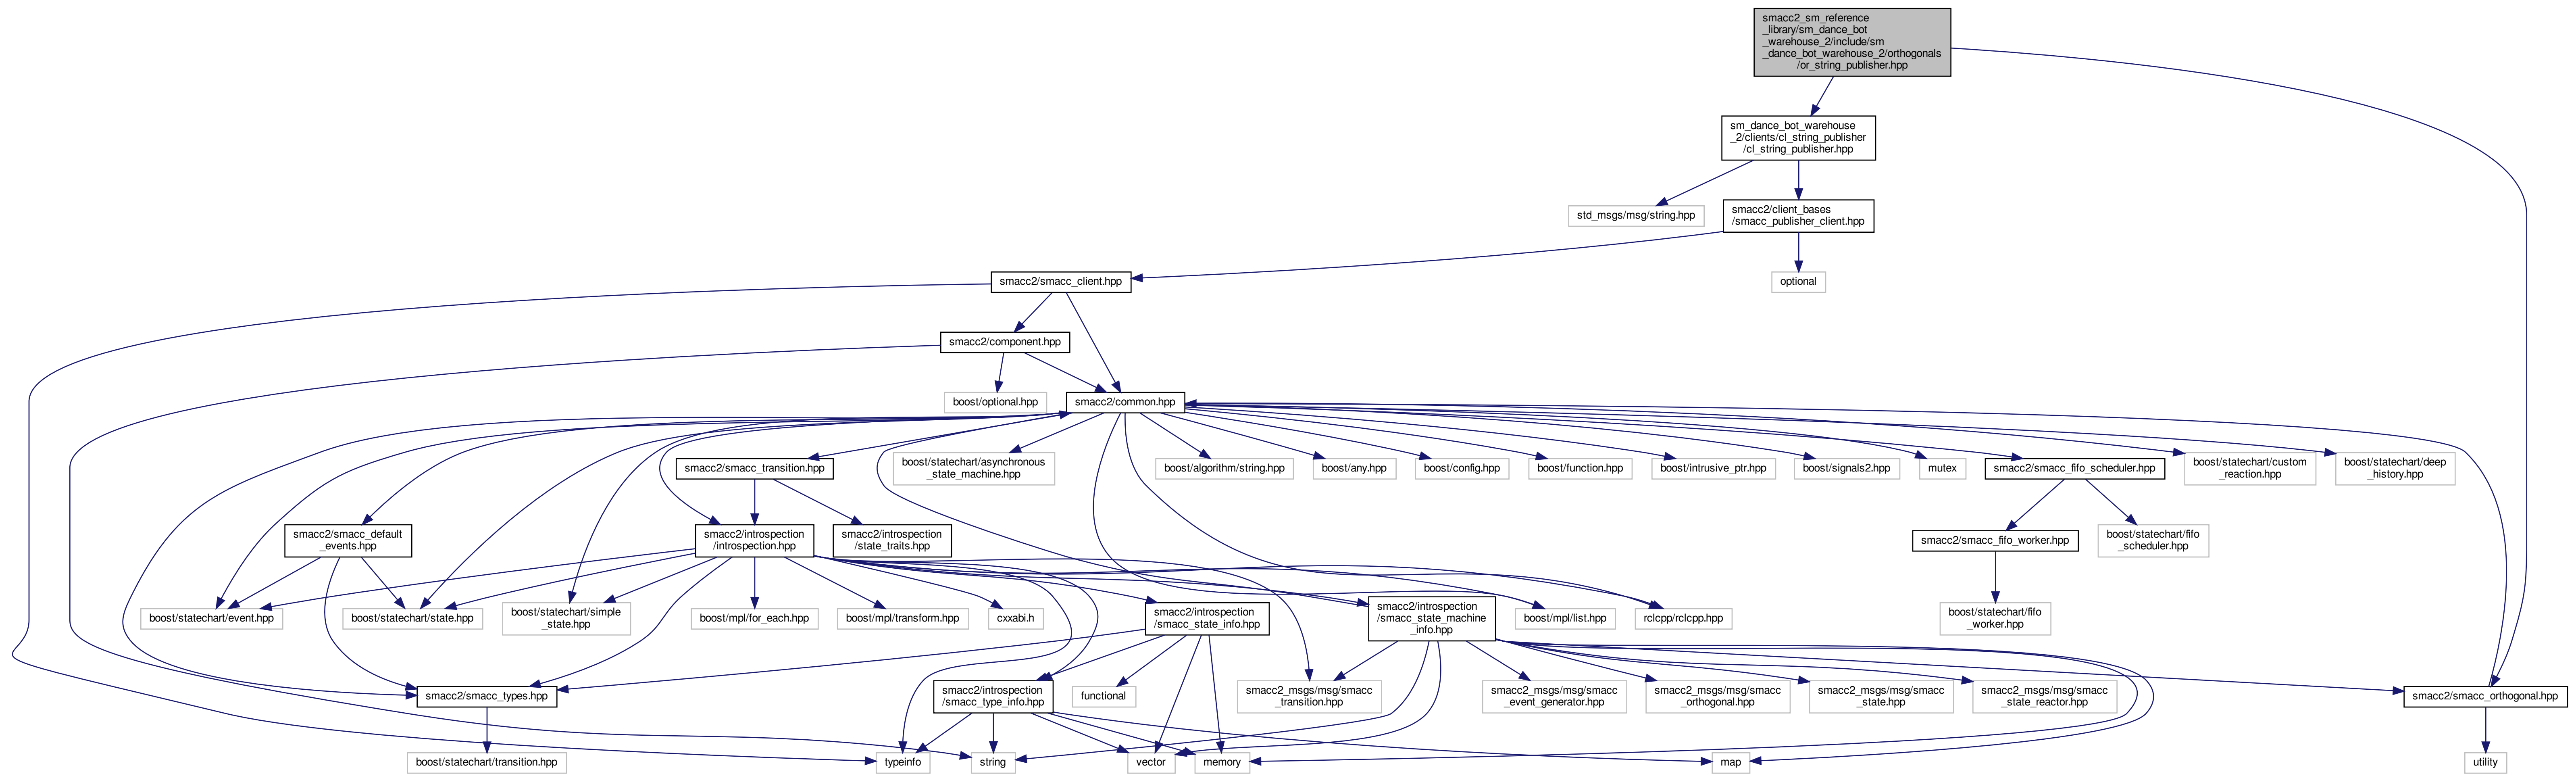 smacc2_sm_reference
_library/sm_dance_bot
_warehouse_2/include/sm
_dance_bot_warehouse_2/orthogonals
/or_string_publisher.hpp
sm_dance_bot_warehouse
_2/clients/cl_string_publisher
/cl_string_publisher.hpp
std_msgs/msg/string.hpp
smacc2/client_bases
/smacc_publisher_client.hpp
smacc2/smacc_client.hpp
optional
smacc2/component.hpp
boost/optional.hpp
smacc2/common.hpp
smacc2/smacc_transition.hpp
boost/statechart/asynchronous
_state_machine.hpp
boost/algorithm/string.hpp
boost/any.hpp
boost/config.hpp
boost/function.hpp
boost/intrusive_ptr.hpp
boost/signals2.hpp
mutex
smacc2/smacc_fifo_scheduler.hpp
boost/statechart/custom
_reaction.hpp
boost/statechart/deep
_history.hpp
smacc2/smacc_default
_events.hpp
smacc2/introspection
/introspection.hpp
smacc2/introspection
/state_traits.hpp
smacc2/smacc_fifo_worker.hpp
boost/statechart/fifo
_scheduler.hpp
boost/statechart/event.hpp
boost/statechart/state.hpp
boost/statechart/simple
_state.hpp
boost/mpl/for_each.hpp
boost/mpl/transform.hpp
cxxabi.h
smacc2/introspection
/smacc_state_info.hpp
smacc2/introspection
/smacc_state_machine
_info.hpp
boost/mpl/list.hpp
rclcpp/rclcpp.hpp
boost/statechart/fifo
_worker.hpp
smacc2/smacc_types.hpp
smacc2/introspection
/smacc_type_info.hpp
functional
smacc2_msgs/msg/smacc
_transition.hpp
smacc2_msgs/msg/smacc
_event_generator.hpp
smacc2_msgs/msg/smacc
_orthogonal.hpp
smacc2_msgs/msg/smacc
_state.hpp
smacc2_msgs/msg/smacc
_state_reactor.hpp
smacc2/smacc_orthogonal.hpp
boost/statechart/transition.hpp
typeinfo
string
vector
memory
map
utility